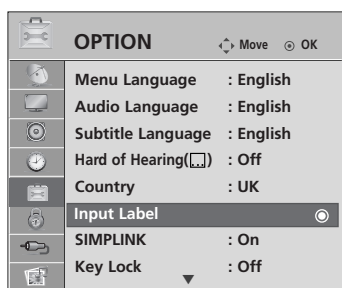 OPTION Move OK
Menu Language : English
Audio Language : English
Subtitle Language : English
Hard of Hearing( ) : Off
Country : UK
Input Label
SIMPLINK : On
Key Lock : Off